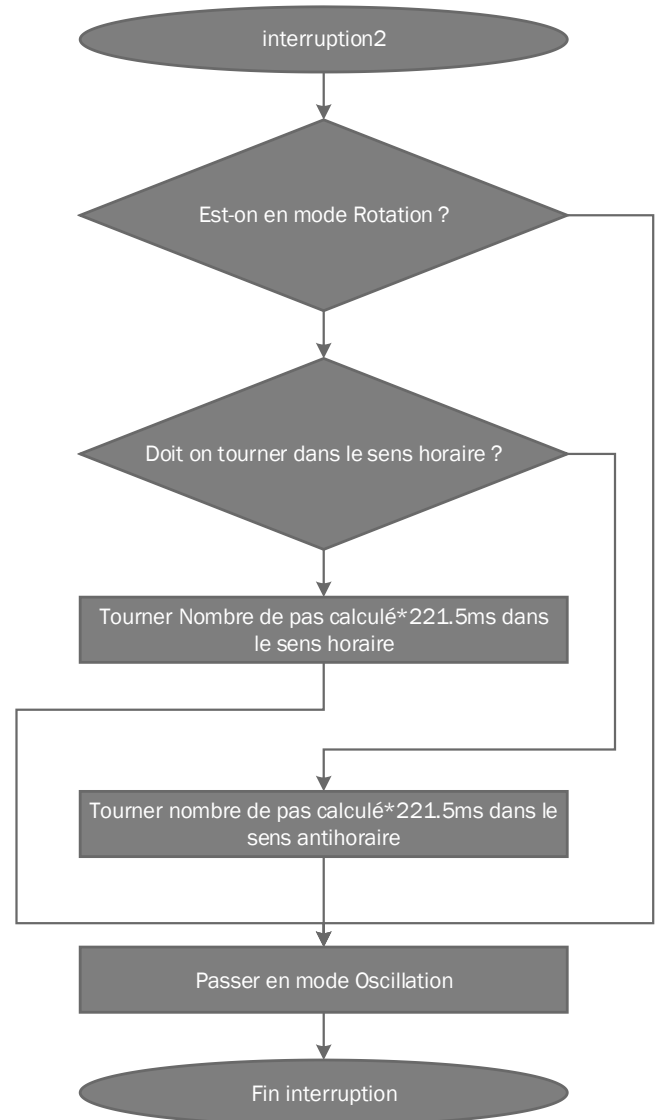 interruption2
Est-on en mode Rotation ?
Doit on tourner dans le sens horaire ?
Tourner Nombre de pas calculé*221.5ms dans
le sens horaire
Tourner nombre de pas calculé*221.5ms dans le
sens antihoraire
Passer en mode Oscillation
Fin interruption